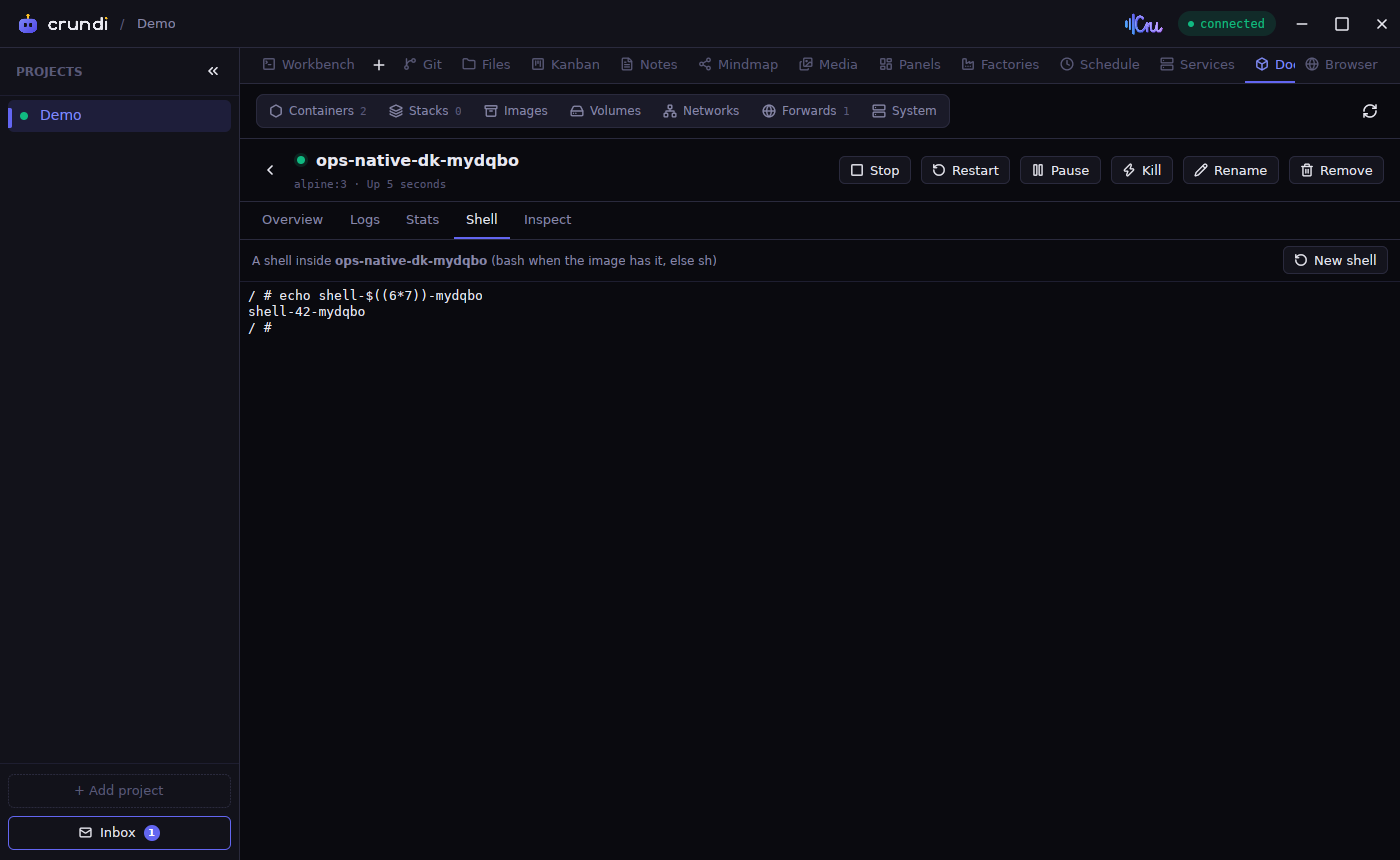 crundi / Demo
Cru
connected
PROJECTS
Demo
+ Add project
Inbox 1
Workbench + Git Files Kanban Notes Mindmap Media Panels Factories Schedule Services Doc Browser
Containers 2 Stacks 0 Images Volumes Networks Forwards 1 System
ops-native-dk-mydqbo
alpine:3 · Up 5 seconds
Stop Restart Pause Kill Rename Remove
Overview Logs Stats Shell Inspect
A shell inside ops-native-dk-mydqbo (bash when the image has it, else sh)
New shell
/ # echo shell-$((6*7))-mydqbo
shell-42-mydqbo
/ #